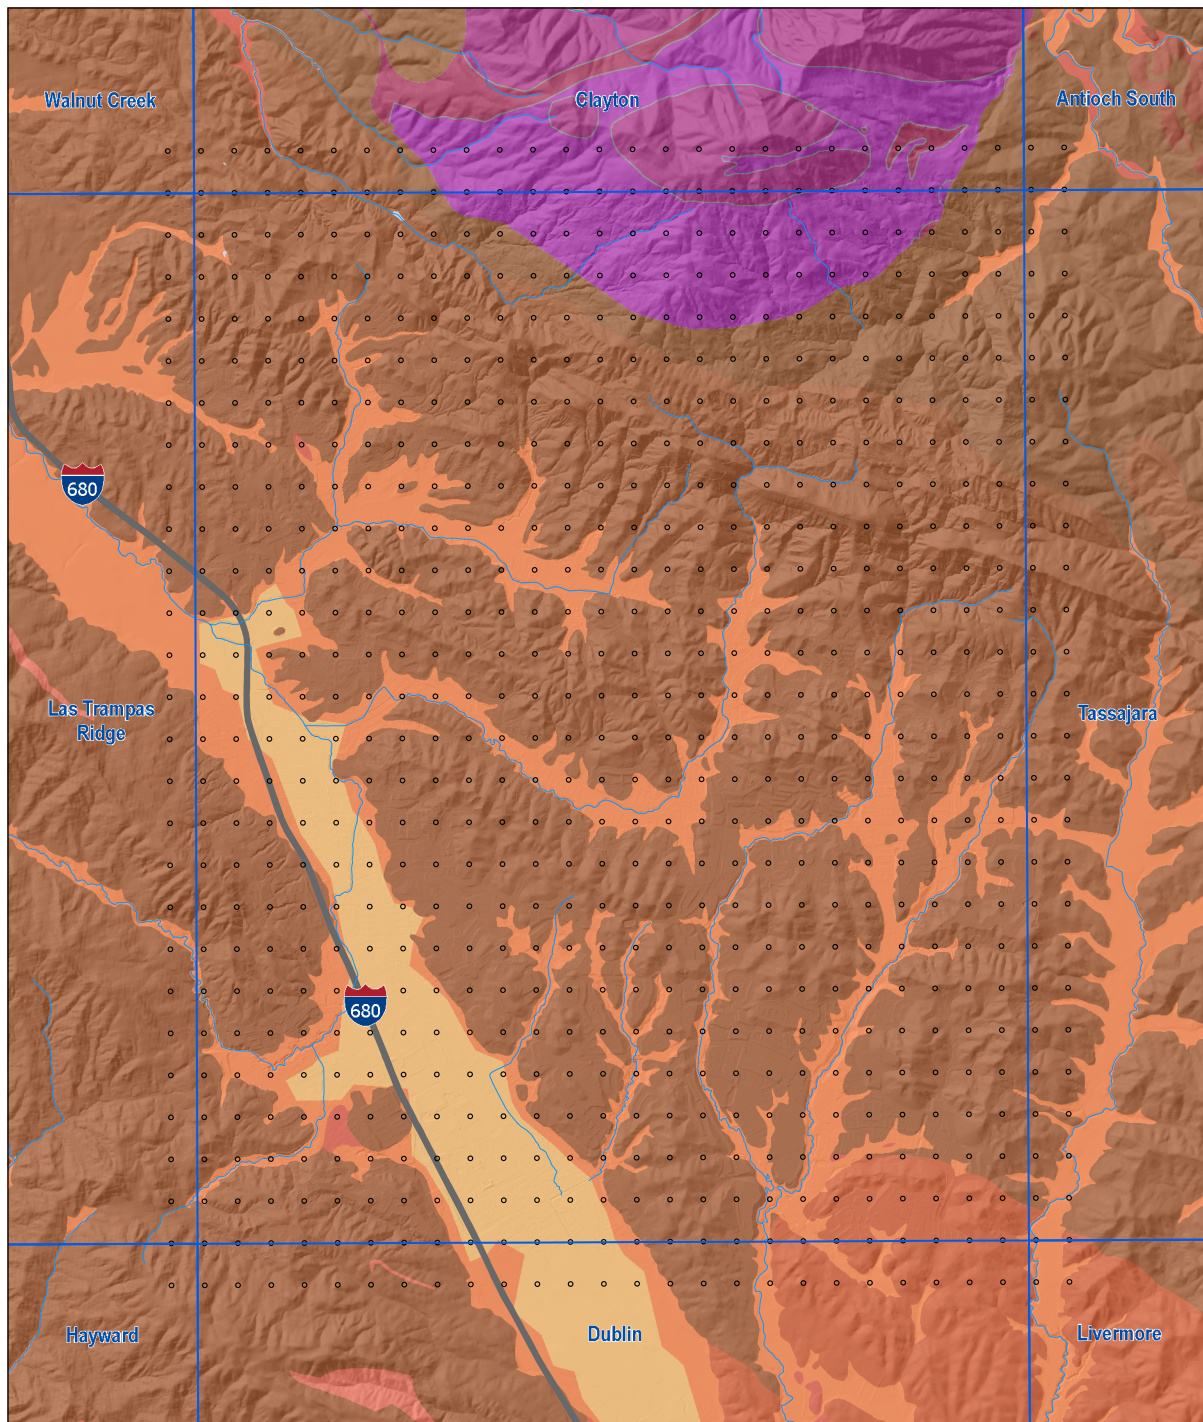 Walnut Creek
Clayton
Antioch South
680
Las Trampas
Ridge
Tassajara
680
Hayward
Dublin
Livermore